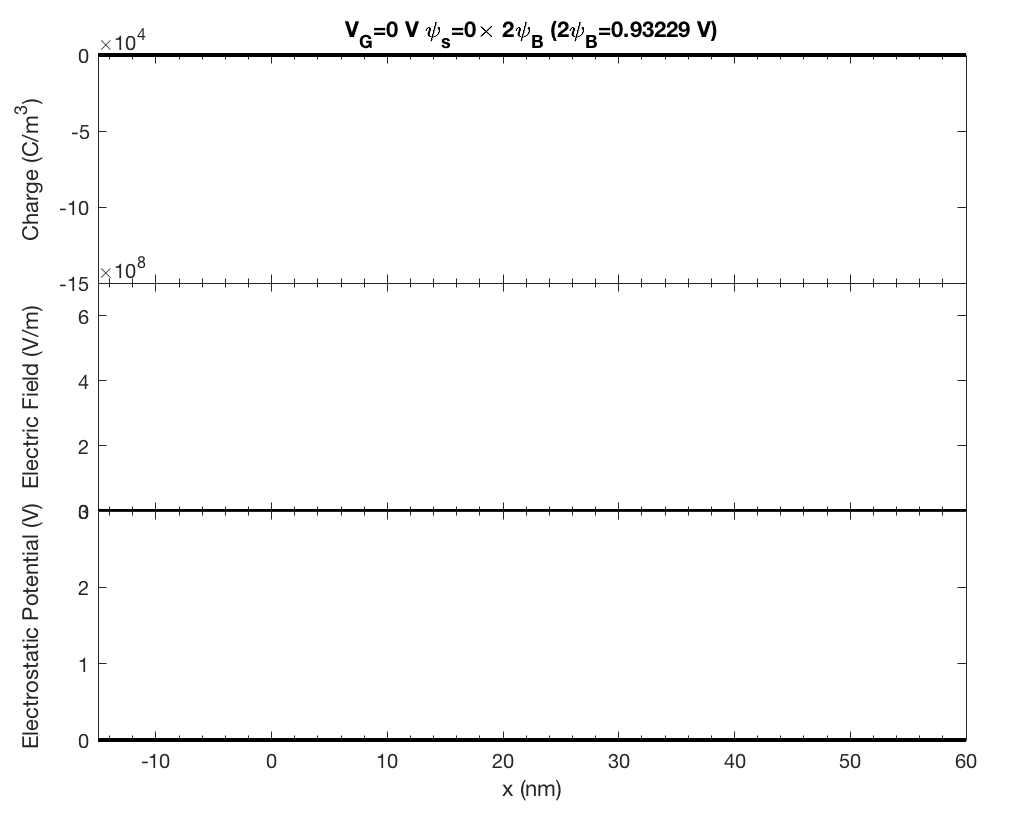 V_G=0 V ψ_s=0× 2ψ_B (2ψ_B=0.93229 V)
×10^4
0
-5
-10
-15
Charge (C/m^3)
×10^8
6
4
2
0
Electric Field (V/m)
3
2
1
0
Electrostatic Potential (V)
-10 0 10 20 30 40 50 60
x (nm)